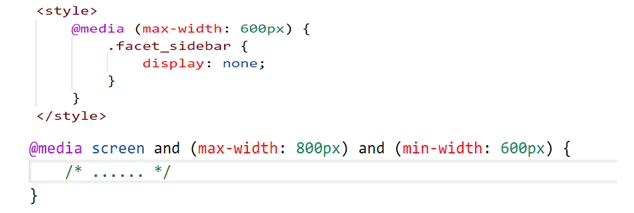 <style>
@media (max-width: 600px) {
.facet_sidebar {
display: none;
}
}
</style>
@media screen and (max-width: 800px) and (min-width: 600px) {
/* ...... */
}